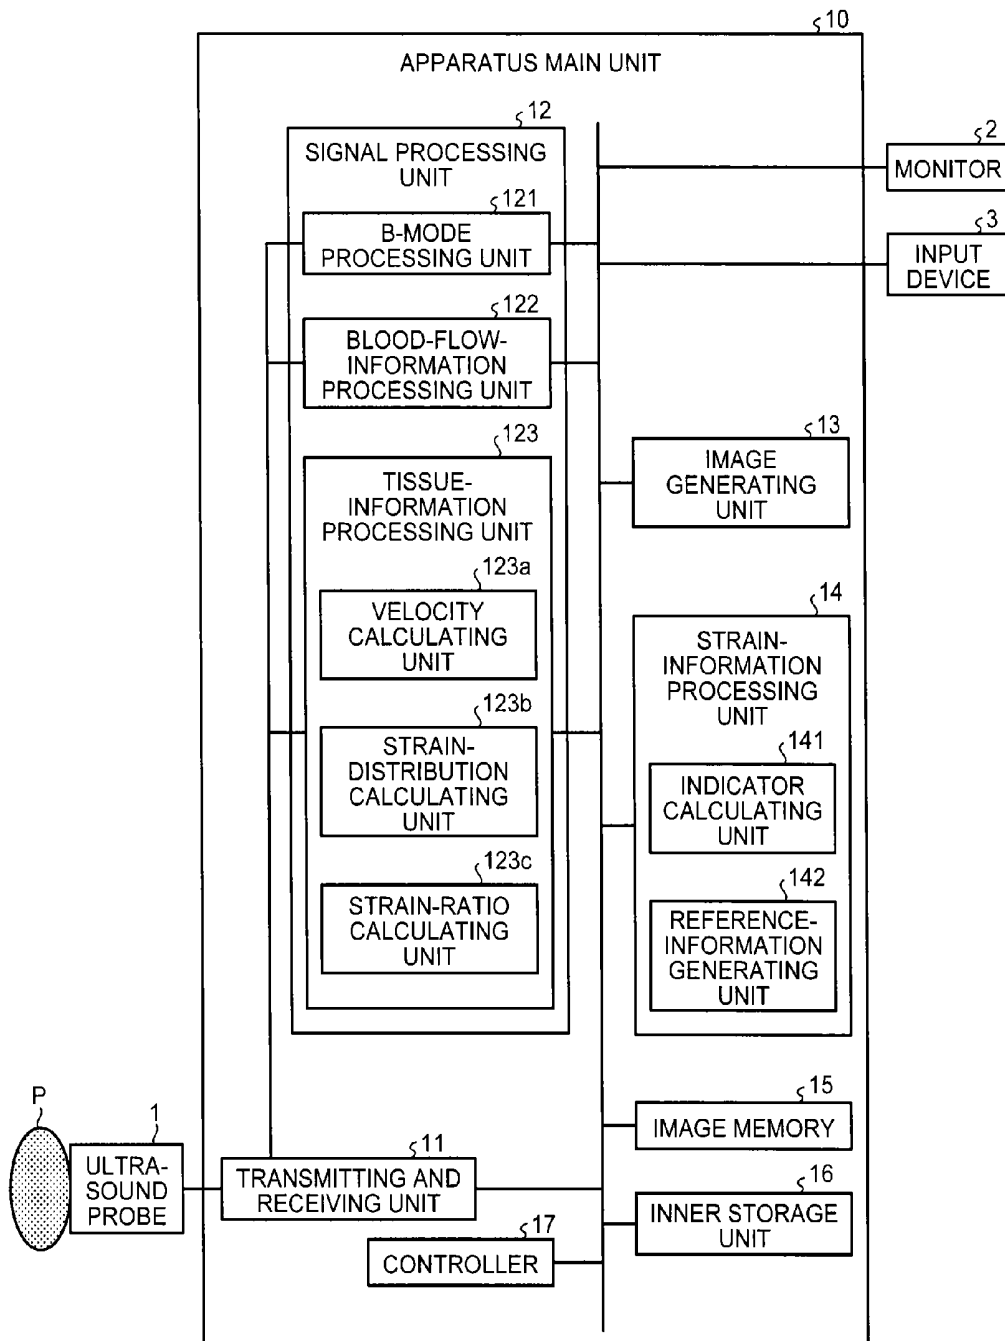 10
APPARATUS MAIN UNIT
12
SIGNAL PROCESSING
UNIT
121
B-MODE
PROCESSING UNIT
122
BLOOD-FLOW-
INFORMATION
PROCESSING UNIT
123
TISSUE-
INFORMATION
PROCESSING UNIT
123a
VELOCITY
CALCULATING
UNIT
123b
STRAIN-
DISTRIBUTION
CALCULATING
UNIT
123c
STRAIN-RATIO
CALCULATING
UNIT
2
MONITOR
3
INPUT
DEVICE
13
IMAGE
GENERATING
UNIT
14
STRAIN-
INFORMATION
PROCESSING
UNIT
141
INDICATOR
CALCULATING
UNIT
142
REFERENCE-
INFORMATION
GENERATING
UNIT
P
1
ULTRA-
SOUND
PROBE
11
TRANSMITTING AND
RECEIVING UNIT
15
IMAGE MEMORY
16
INNER STORAGE
UNIT
17
CONTROLLER